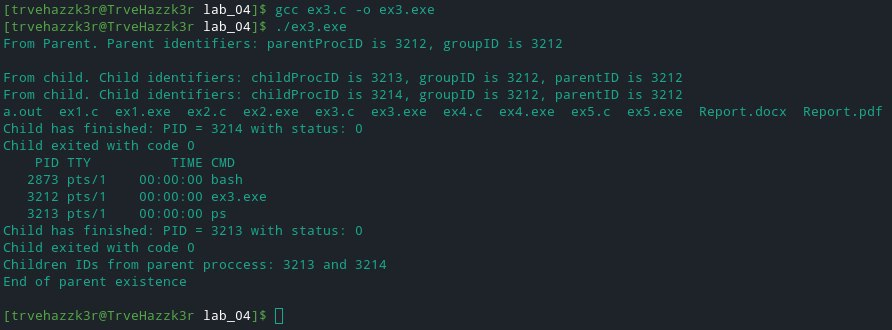 [trvehazzk3r@TrveHazzk3r lab_04]$ gcc ex3.c -o ex3.exe
[trvehazzk3r@TrveHazzk3r lab_04]$ ./ex3.exe
From Parent. Parent identifiers: parentProcID is 3212, groupID is 3212
From child. Child identifiers: childProcID is 3213, groupID is 3212, parentID is 3212
From child. Child identifiers: childProcID is 3214, groupID is 3212, parentID is 3212
a.out  ex1.c  ex1.exe  ex2.c  ex2.exe  ex3.c  ex3.exe  ex4.c  ex4.exe  ex5.c  ex5.exe  Report.docx  Report.pdf
Child has finished: PID = 3214 with status: 0
Child exited with code 0
    PID TTY          TIME CMD
   2873 pts/1    00:00:00 bash
   3212 pts/1    00:00:00 ex3.exe
   3213 pts/1    00:00:00 ps
Child has finished: PID = 3213 with status: 0
Child exited with code 0
Children IDs from parent proccess: 3213 and 3214
End of parent existence
[trvehazzk3r@TrveHazzk3r lab_04]$